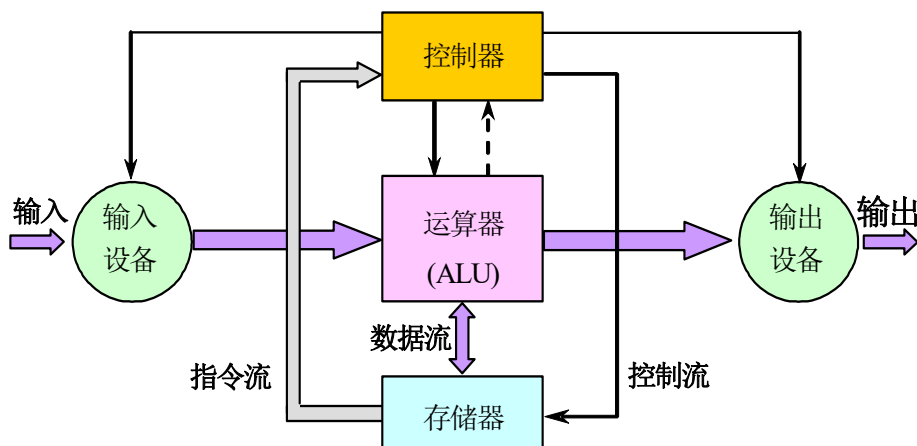 控制器
输入
输入
设备
运算器
(ALU)
输出
设备
输出
数据流
指令流
控制流
存储器